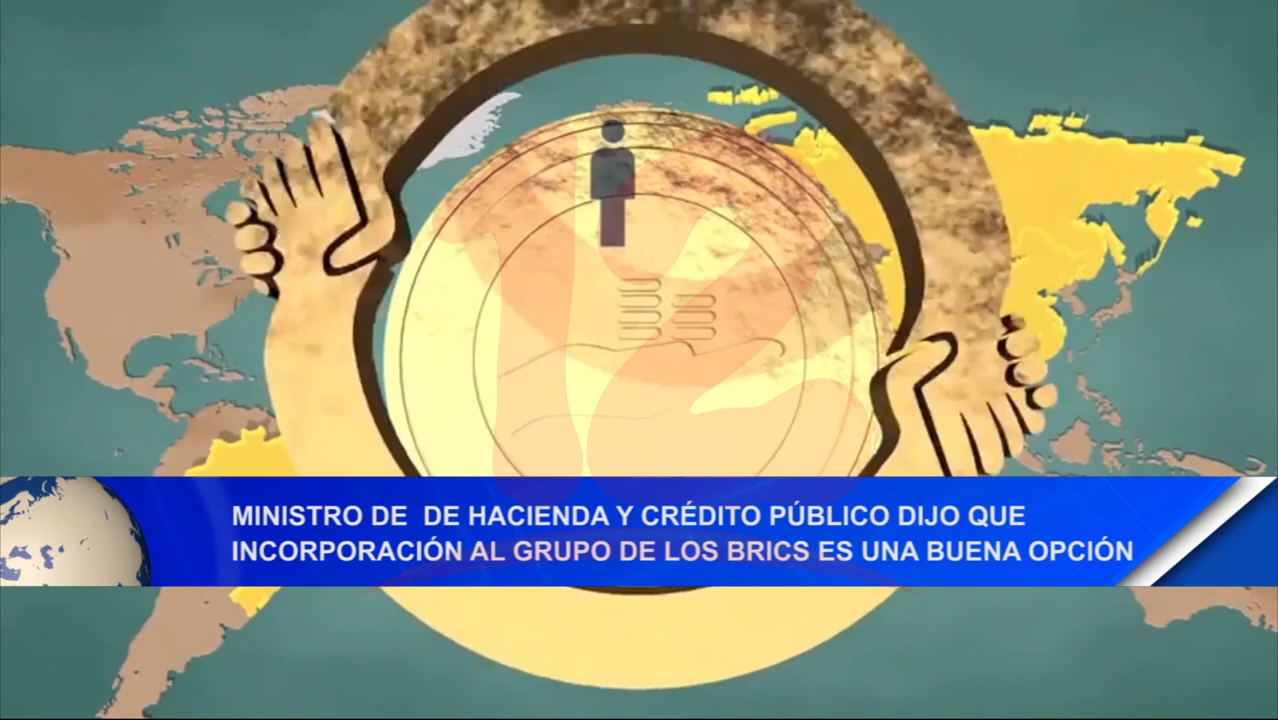 MINISTRO DE  DE HACIENDA Y CRÉDITO PÚBLICO DIJO QUE
INCORPORACIÓN AL GRUPO DE LOS BRICS ES UNA BUENA OPCIÓN